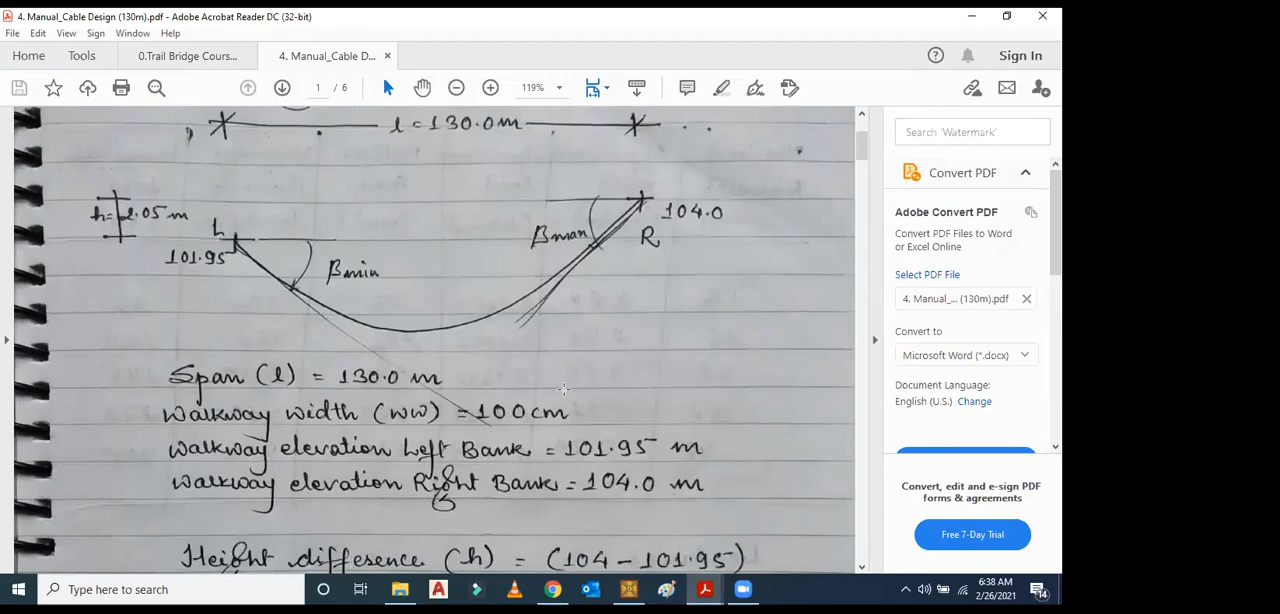 4. Manual_Cable Design (130m).pdf - Adobe Acrobat Reader DC (32-bit)
File Edit View Sign Window Help
Home Tools 0.Trail Bridge Cours... 4. Manual_Cable D... × Sign In
1 / 6 119%
l = 130.0m
Search 'Watermark'
Convert PDF
Adobe Convert PDF
Convert PDF Files to Word
or Excel Online
Select PDF File
4. Manual_... (130m).pdf
Convert to
Microsoft Word (*.docx)
Document Language:
English (U.S.) Change
Convert, edit and e-sign PDF
forms & agreements
Free 7-Day Trial
h=2.05m
L
101.95
βmin
βmax
104.0
R
Span (l) = 130.0 m
Walkway width (ww) = 100cm
Walkway elevation Left Bank = 101.95 m
Walkway elevation Right Bank = 104.0 m
Height difference (h) = (104 - 101.95)
Type here to search
6:38 AM
2/26/2021
14